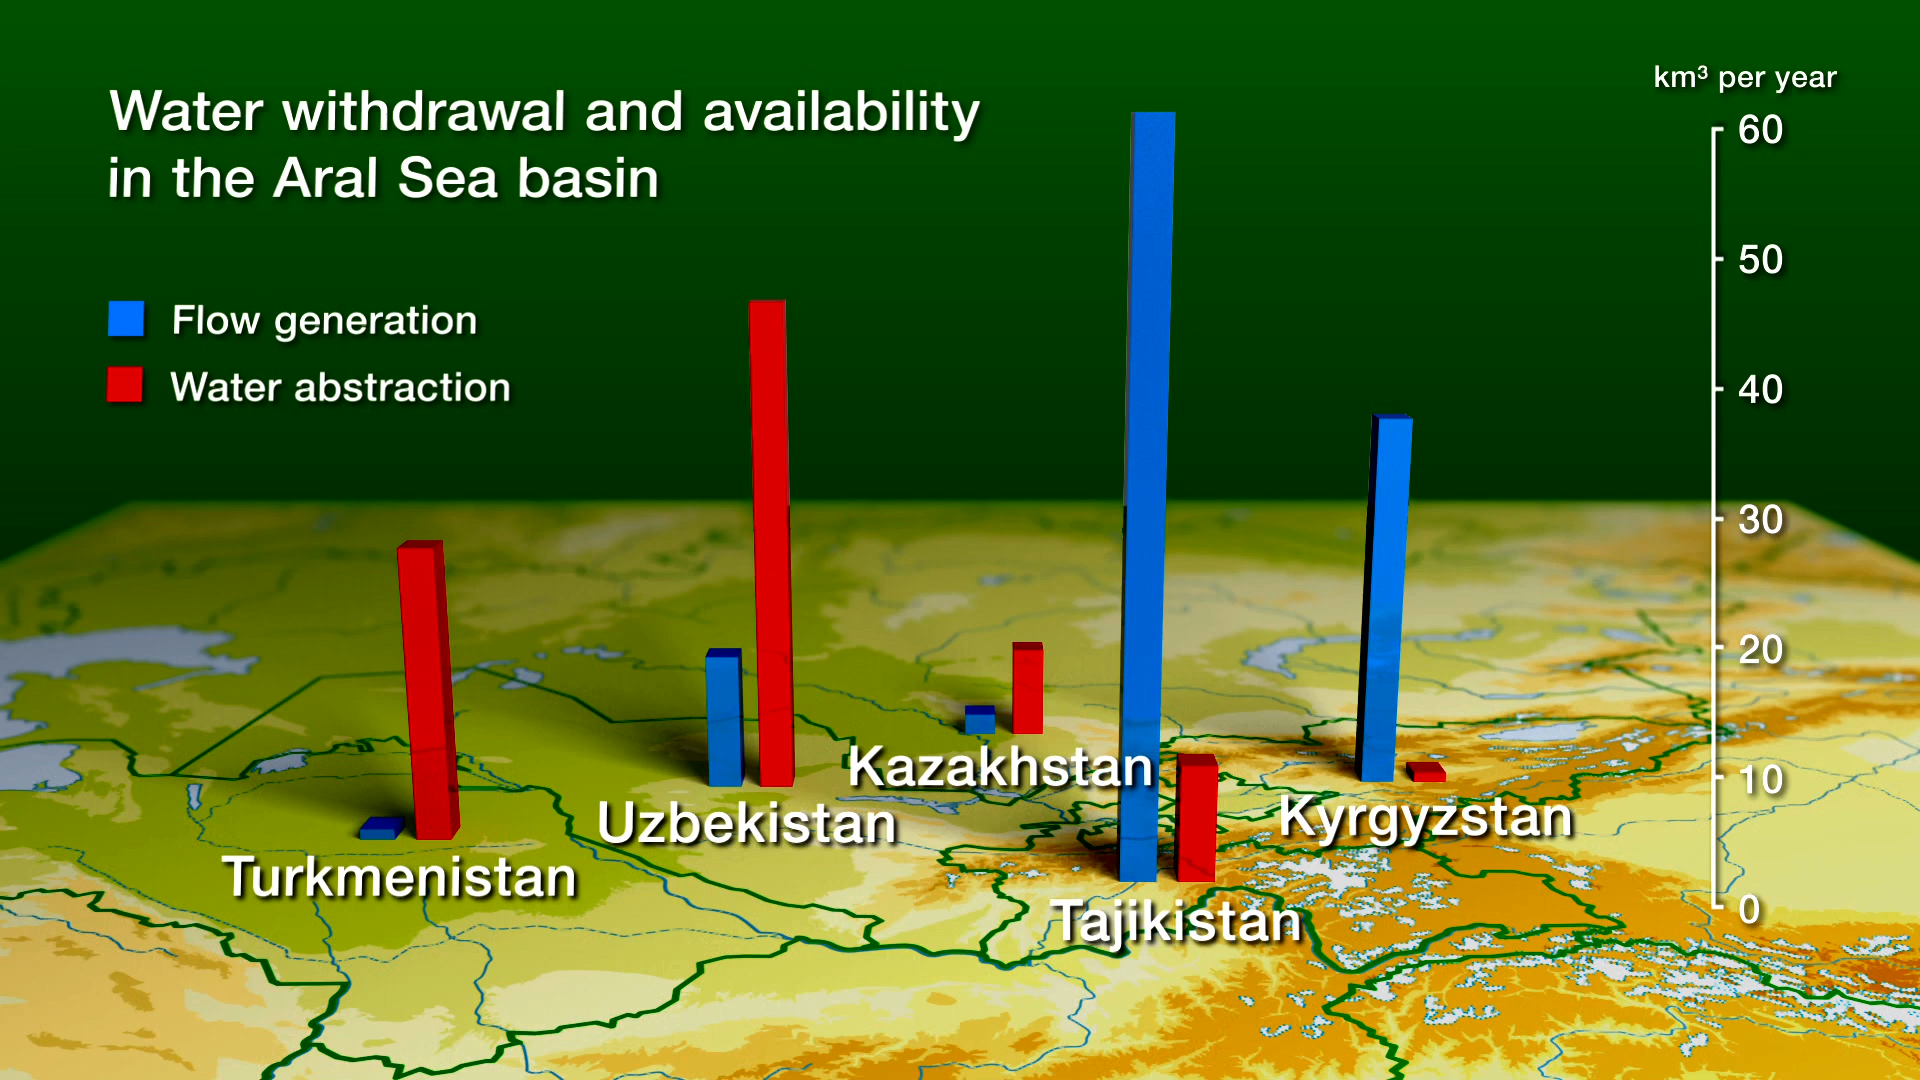 Water withdrawal and availability
in the Aral Sea basin
Flow generation
Water abstraction
km³ per year
60
50
40
30
20
10
0
Kazakhstan
Uzbekistan
Kyrgyzstan
Turkmenistan
Tajikistan